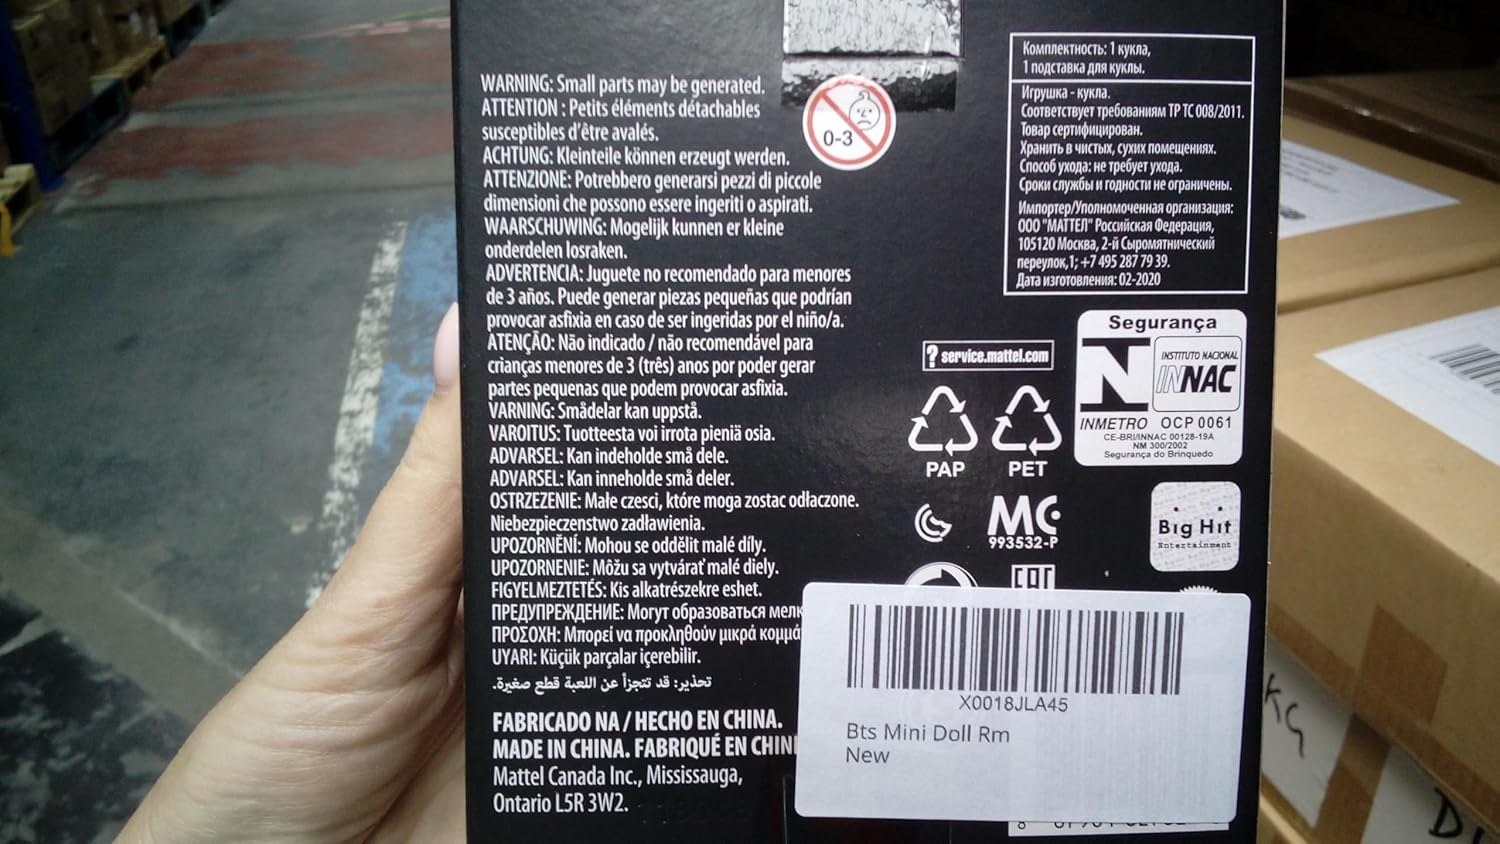 WARNING: Small parts may be generated.
ATTENTION : Petits éléments détachables
susceptibles d'être avalés.
ACHTUNG: Kleinteile können erzeugt werden.
ATTENZIONE: Potrebbero generarsi pezzi di piccole
dimensioni che possono essere ingeriti o aspirati.
WAARSCHUWING: Mogelijk kunnen er kleine
onderdelen losraken.
ADVERTENCIA: Juguete no recomendado para menores
de 3 años. Puede generar piezas pequeñas que podrían
provocar asfixia en caso de ser ingeridas por el niño/a.
ATENÇÃO: Não indicado / não recomendável para
crianças menores de 3 (três) anos por poder gerar
partes pequenas que podem provocar asfixia.
VARNING: Smådelar kan uppstå.
VAROITUS: Tuotteesta voi irrota pieniä osia.
ADVARSEL: Kan indeholde små dele.
ADVARSEL: Kan inneholde små deler.
OSTRZEZENIE: Małe czesci, które moga zostac odłaczone.
Niebezpieczenstwo zadławienia.
UPOZORNĚNÍ: Mohou se oddělit malé díly.
UPOZORNENIE: Môžu sa vytvárať malé diely.
FIGYELMEZTETÉS: Kis alkatrészekre eshet.
ПРЕДУПРЕЖДЕНИЕ: Могут образоваться
ΠΡΟΣΟΧΗ: Μπορεί να προκληθούν μικρά
UYARI: Küçük parçalar içerebilir.
تحذير: قد تتجزأ عن اللعبة قطع صغيرة.
FABRICADO NA / HECHO EN CHINA.
MADE IN CHINA. FABRIQUÉ EN
Mattel Canada Inc., Mississauga,
Ontario L5R 3W2.
0-3
Комплектность: 1 кукла,
1 подставка для куклы.
Игрушка - кукла.
Соответствует требованиям ТР ТС 008/2011.
Товар сертифицирован.
Хранить в чистых, сухих помещениях.
Способ ухода: не требует ухода.
Сроки службы и годности не ограничены.
Импортер/Уполномоченная организация:
ООО "МАТТЕЛ" Российская Федерация,
105120 Москва, 2-й Сыромятнический
переулок,1; +7 495 287 79 39.
Дата изготовления: 02-2020
? service.mattel.com
PAP
PET
Segurança
INSTITUTO NACIONAL
INNAC
INMETRO OCP 0061
CE-BRI/INNAC 00128-19A
NM 300/2002
Segurança do Brinquedo
MC
993532-P
Big Hit
Entertainment
EAC
X0018JLA45
Bts Mini Doll Rm
New
KG